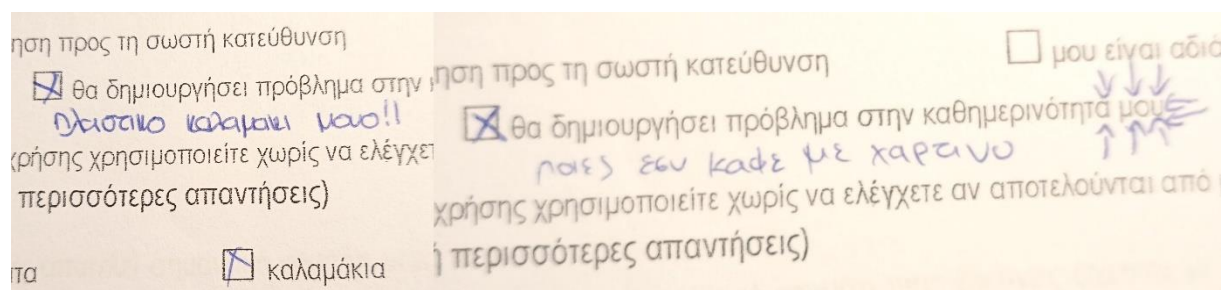 ηση προς τη σωστή κατεύθυνση
θα δημιουργήσει πρόβλημα στην
Πλαστικο καλαμακι μονο!!
χρήσης χρησιμοποιείτε χωρίς να ελέγχετ
περισσότερες απαντήσεις)
τα
καλαμάκια
ηση προς τη σωστή κατεύθυνση
μου είναι αδιά
θα δημιουργήσει πρόβλημα στην καθημερινότητά μου
ποιες εσυ καφε με χαρτινο
χρήσης χρησιμοποιείτε χωρίς να ελέγχετε αν αποτελούνται από
ή περισσότερες απαντήσεις)